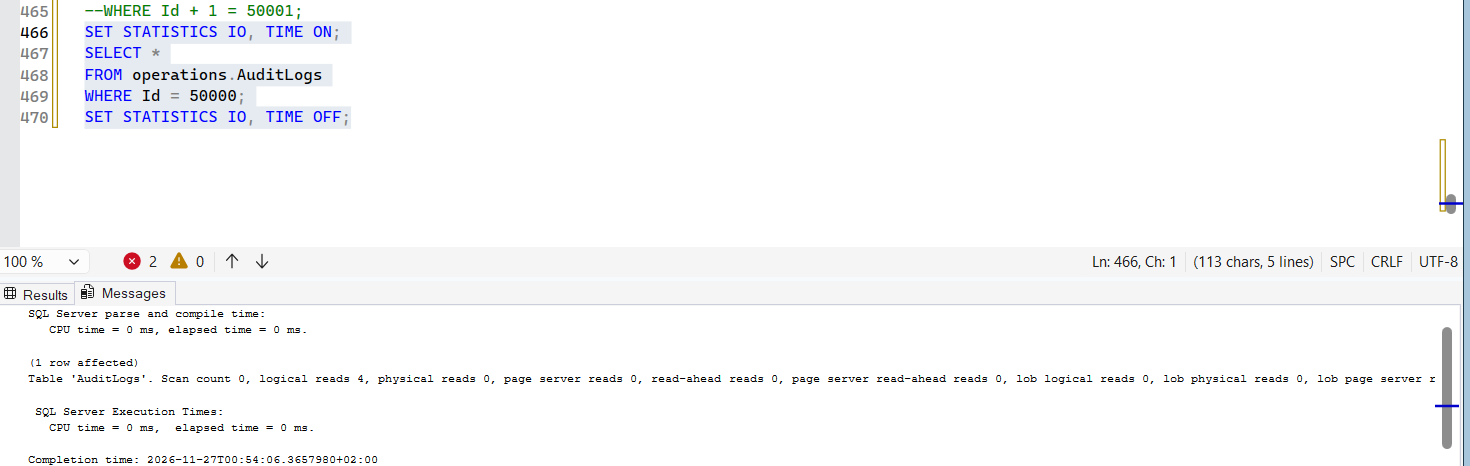 465 --WHERE Id + 1 = 50001;
466 SET STATISTICS IO, TIME ON;
467 SELECT *
468 FROM operations.AuditLogs
469 WHERE Id = 50000;
470 SET STATISTICS IO, TIME OFF;
100 % 2 0 Ln: 466, Ch: 1 (113 chars, 5 lines) SPC CRLF UTF-8
Results Messages
SQL Server parse and compile time:
CPU time = 0 ms, elapsed time = 0 ms.
(1 row affected)
Table 'AuditLogs'. Scan count 0, logical reads 4, physical reads 0, page server reads 0, read-ahead reads 0, page server read-ahead reads 0, lob logical reads 0, lob physical reads 0, lob page server r
SQL Server Execution Times:
CPU time = 0 ms,  elapsed time = 0 ms.
Completion time: 2026-11-27T00:54:06.3657980+02:00